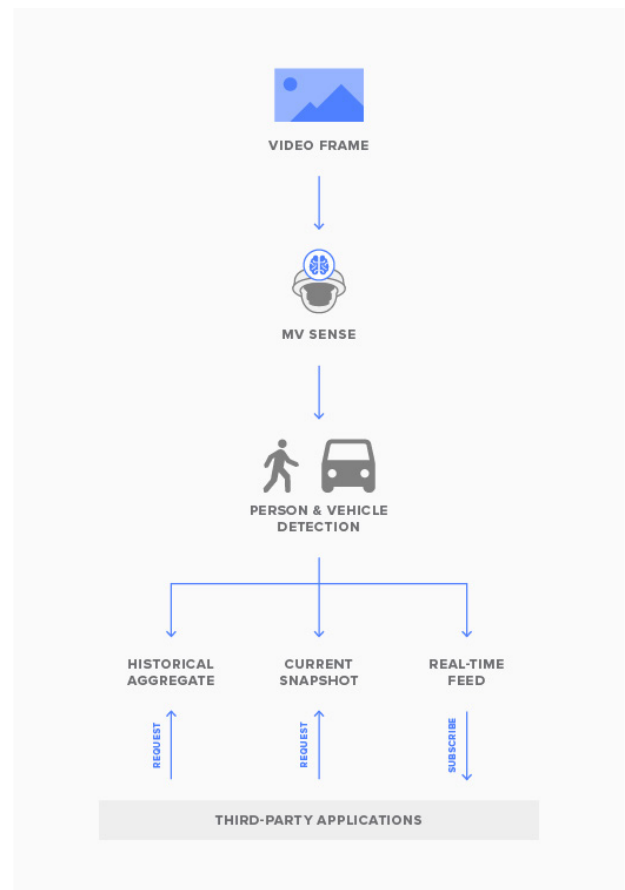 VIDEO FRAME
MV SENSE
PERSON & VEHICLE
DETECTION
HISTORICAL
AGGREGATE
CURRENT
SNAPSHOT
REAL-TIME
FEED
REQUEST
REQUEST
SUBSCRIBE
THIRD-PARTY APPLICATIONS